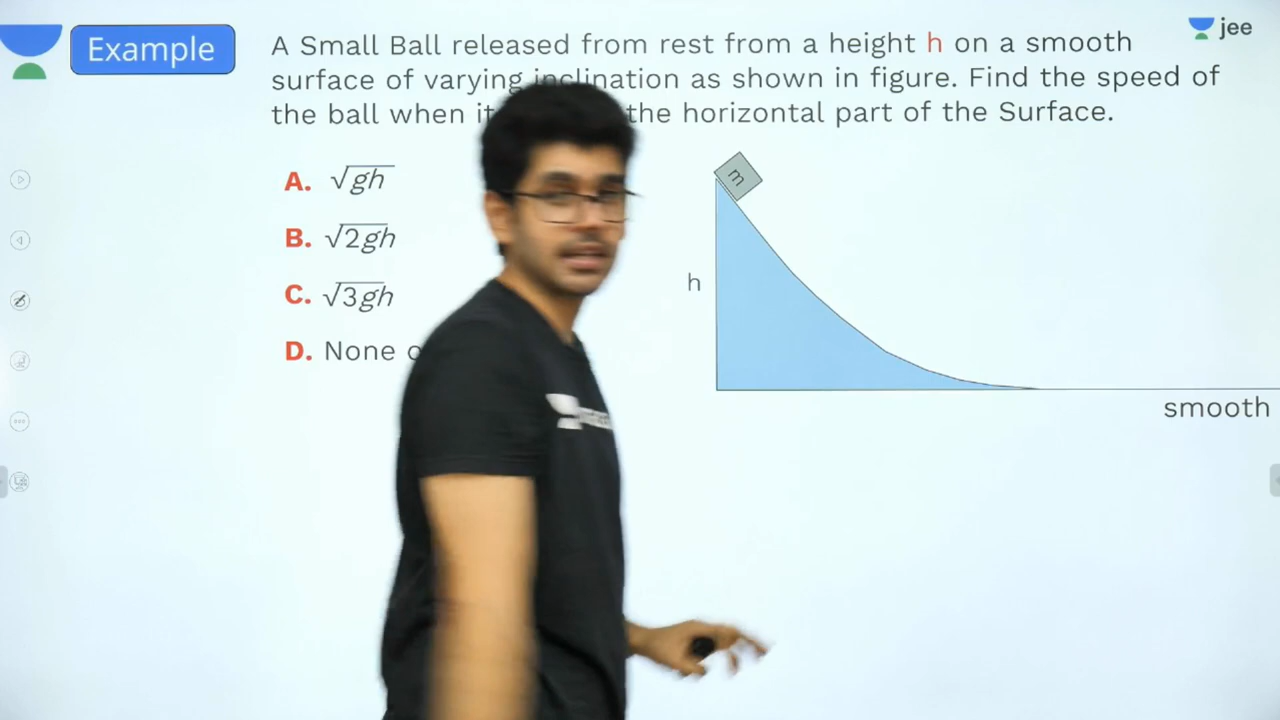 Example
A Small Ball released from rest from a height h on a smooth
surface of varying inclination as shown in figure. Find the speed of
the ball when it the horizontal part of the Surface.
jee
A. √gh
B. √2gh
C. √3gh
D. None
m
h
smooth